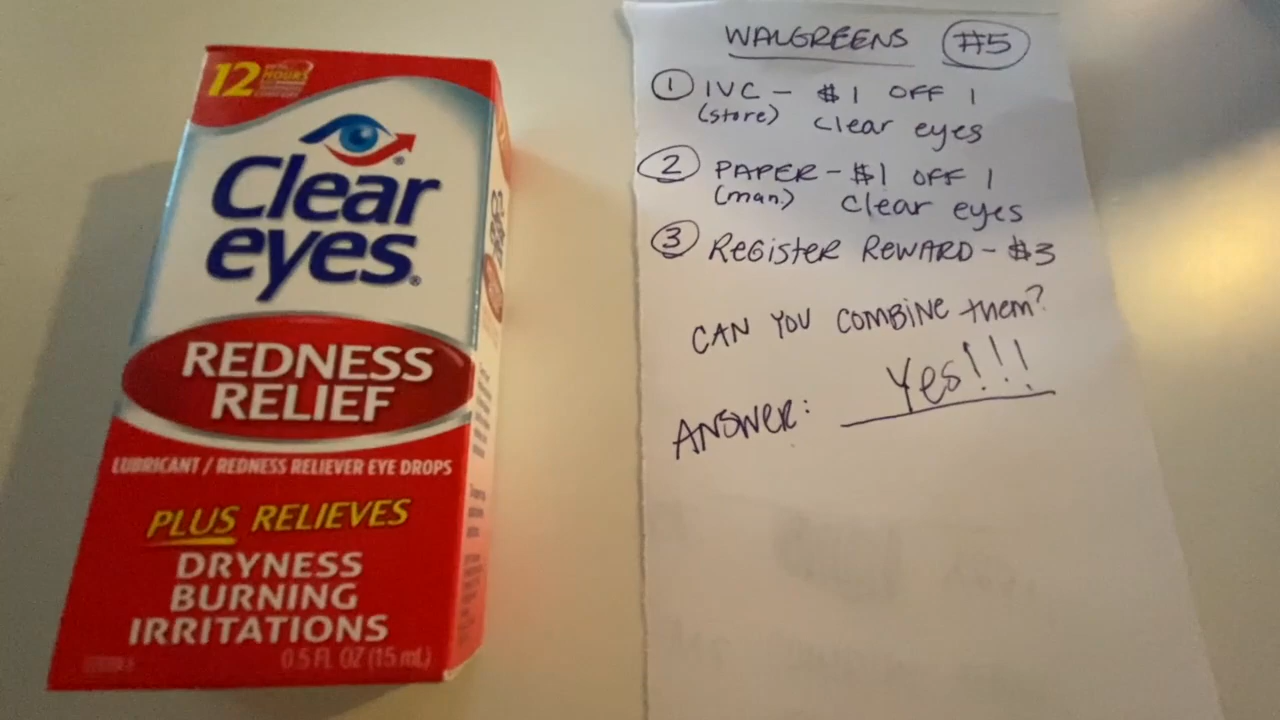 12 HOURS
Clear
eyes®
REDNESS
RELIEF
LUBRICANT / REDNESS RELIEVER EYE DROPS
PLUS RELIEVES
DRYNESS
BURNING
IRRITATIONS
0.5 FL OZ (15 mL)
WALGREENS #5
1 IVC - $1 OFF 1
(store) clear eyes
2 PAPER - $1 OFF 1
(man.) clear eyes
3 REGISTER REWARD - $3
CAN YOU COMBINE them?
ANSWER: Yes!!!